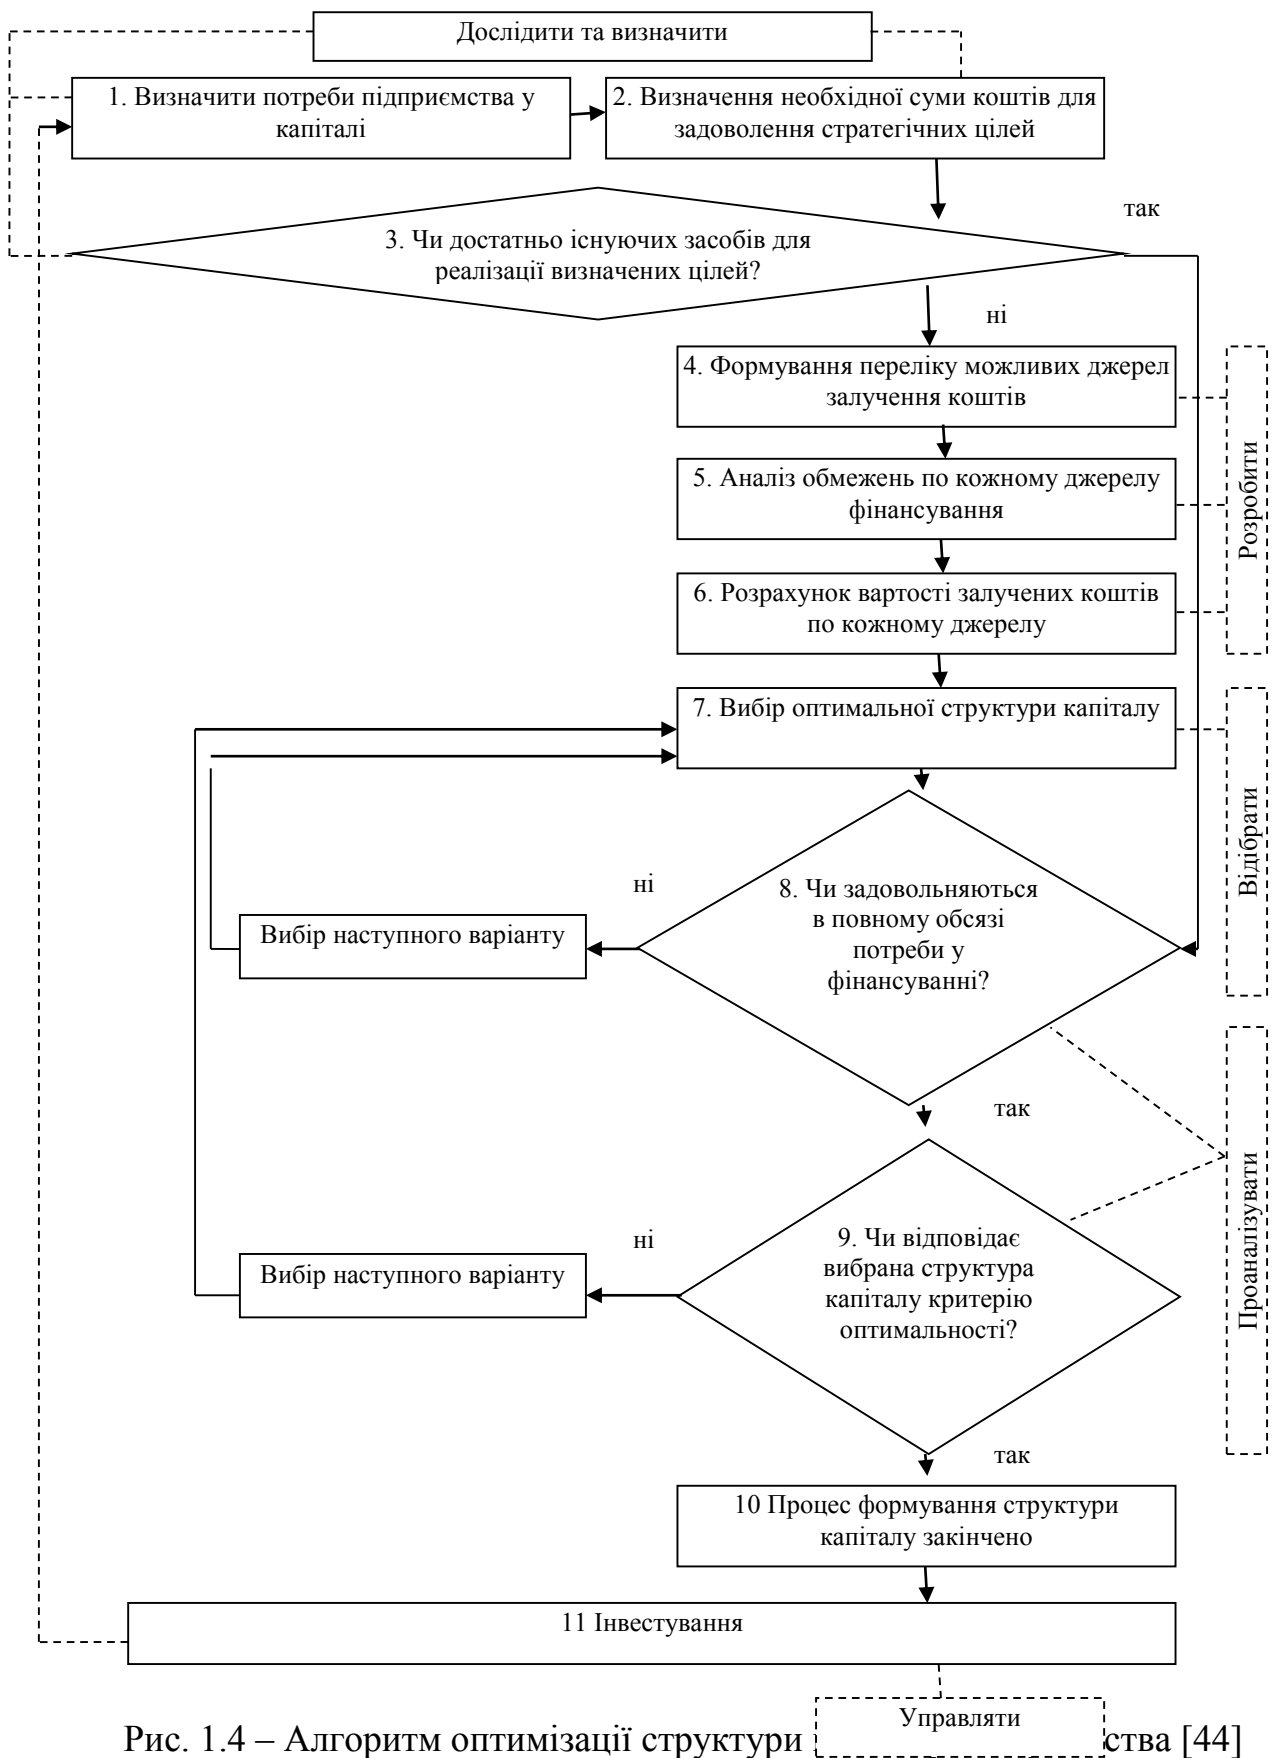 Дослідити та визначити
1. Визначити потреби підприємства у
капіталі
2. Визначення необхідної суми коштів для
задоволення стратегічних цілей
так
3. Чи достатньо існуючих засобів для
реалізації визначених цілей?
ні
4. Формування переліку можливих джерел
залучення коштів
5. Аналіз обмежень по кожному джерелу
фінансування
Розробити
6. Розрахунок вартості залучених коштів
по кожному джерелу
7. Вибір оптимальної структури капіталу
Відібрати
ні
8. Чи задовольняються
в повному обсязі
потреби у
фінансуванні?
Вибір наступного варіанту
так
Проаналізувати
ні
9. Чи відповідає
вибрана структура
капіталу критерію
оптимальності?
Вибір наступного варіанту
так
10 Процес формування структури
капіталу закінчено
11 Інвестування
Управляти
Рис. 1.4 – Алгоритм оптимізації структури ства [44]